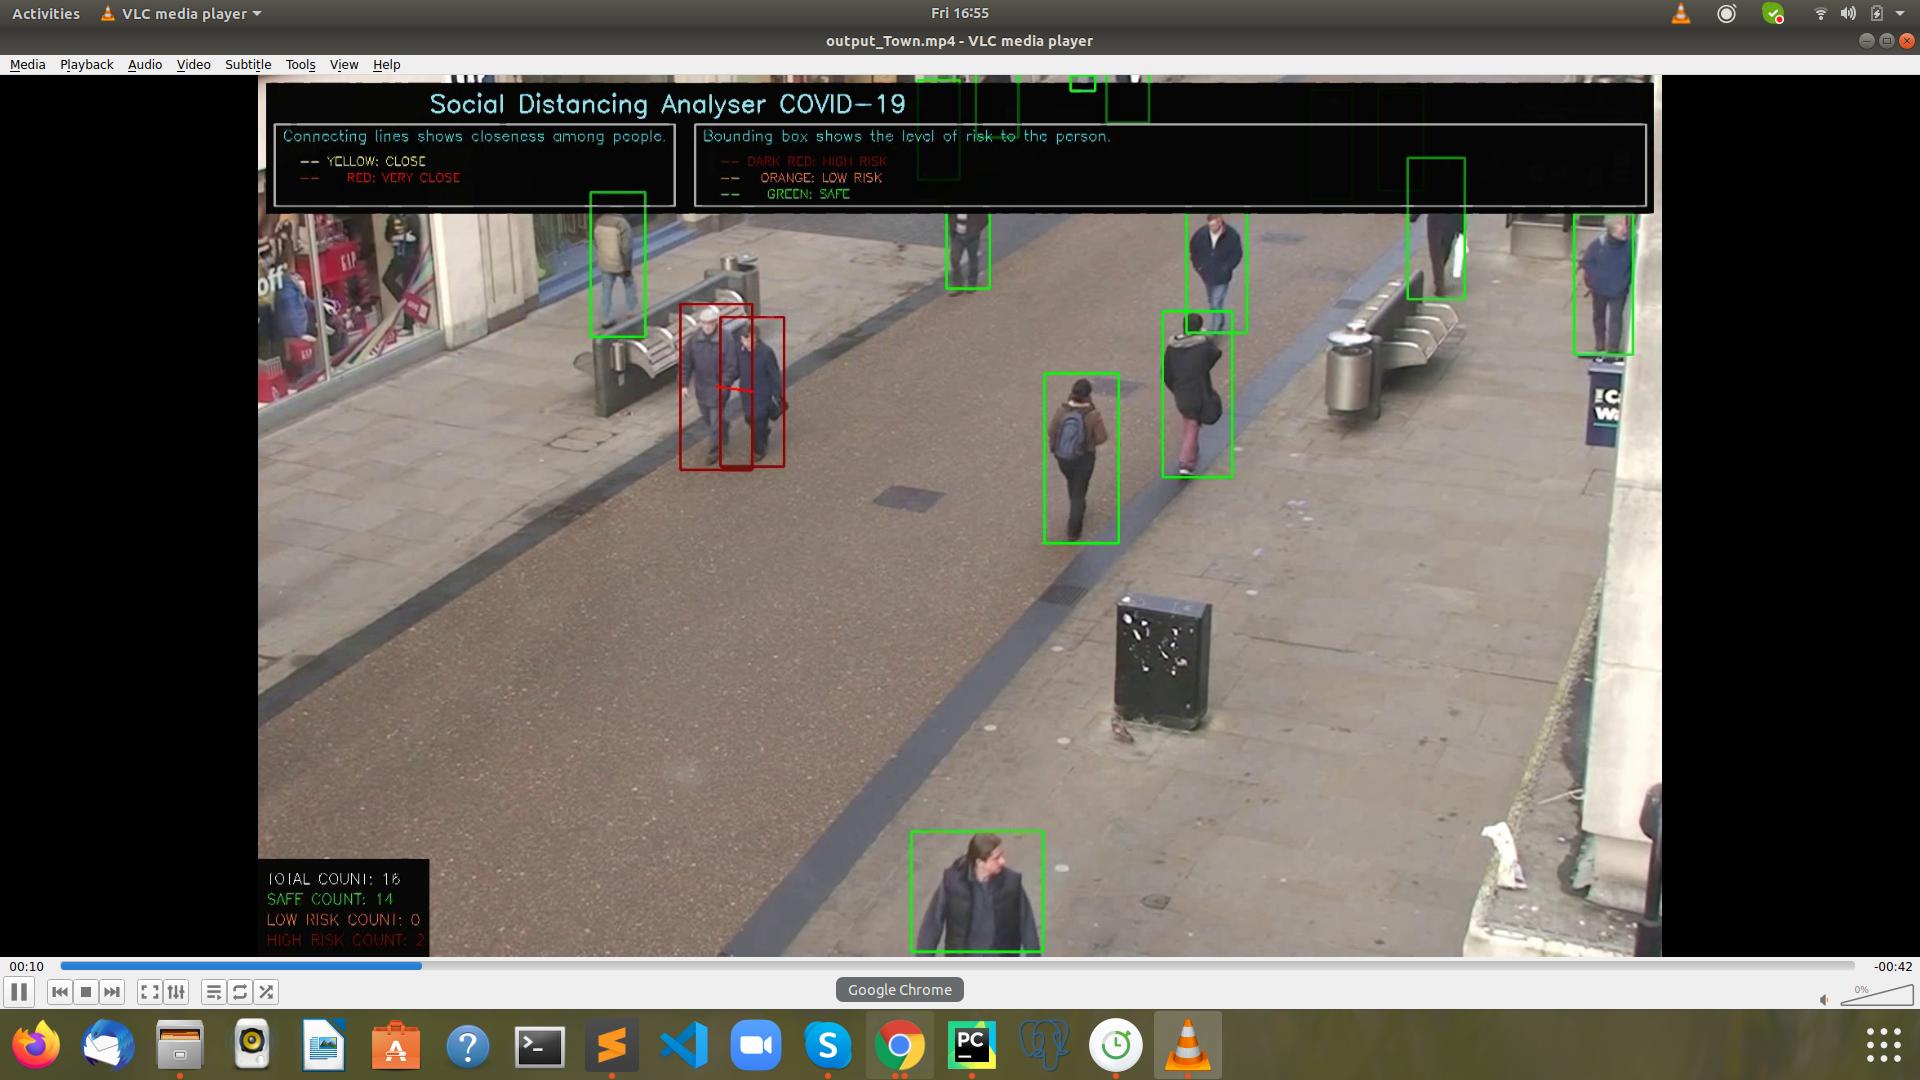 Activities VLC media player Fri 16:55
output_Town.mp4 - VLC media player
Media Playback Audio Video Subtitle Tools View Help
Social Distancing Analyser COVID-19
Connecting lines shows closeness among people.
-- YELLOW: CLOSE
-- RED: VERY CLOSE
Bounding box shows the level of risk to the person.
-- DARK RED: HIGH RISK
-- ORANGE: LOW RISK
-- GREEN: SAFE
GAP
off
TOTAL COUNT: 16
SAFE COUNT: 14
LOW RISK COUNT: 0
HIGH RISK COUNT: 2
00:10 -00:42
0%
Google Chrome
PC